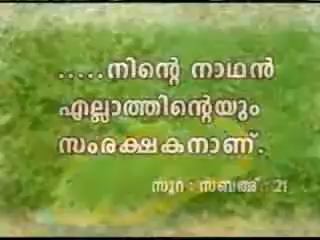 .....നിന്റെ നാഥൻ
എല്ലാത്തിന്റെയും
സംരക്ഷകനാണ്.
സൂറ : സബഅ് : 21